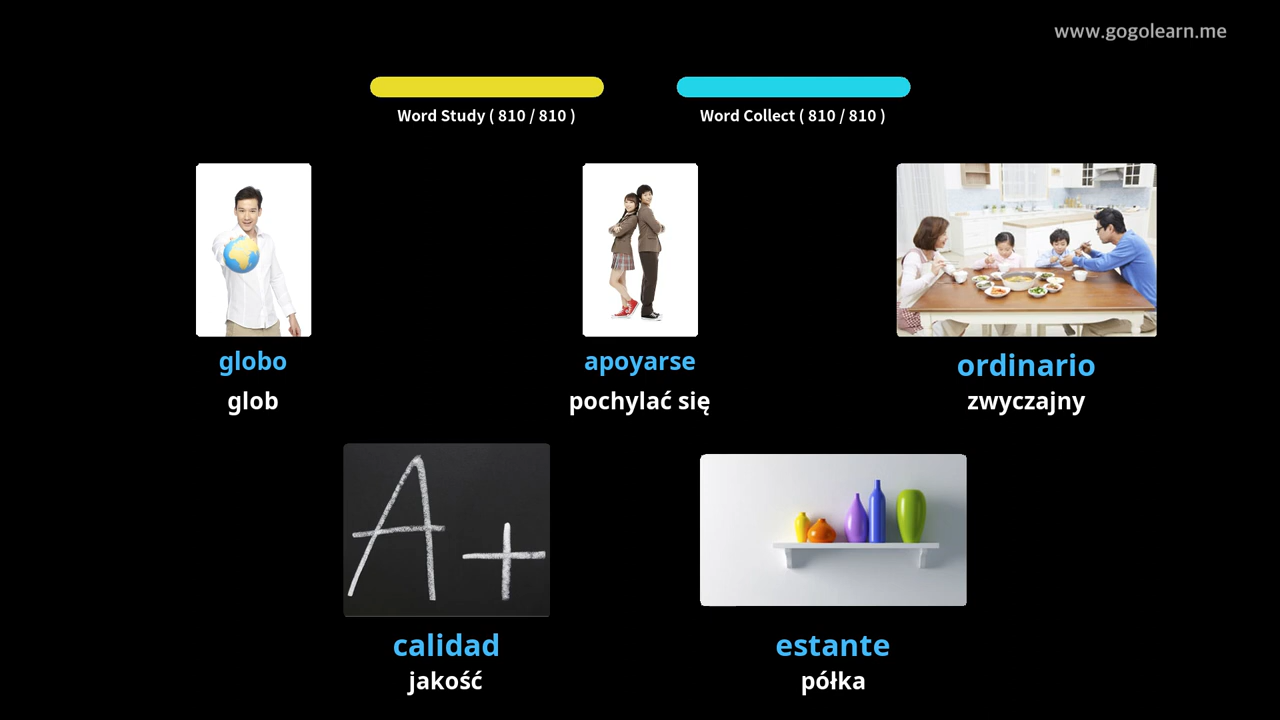 www.gogolearn.me
Word Study ( 810 / 810 )
Word Collect ( 810 / 810 )
globo
glob
apoyarse
pochylać się
ordinario
zwyczajny
A+
calidad
jakość
estante
półka